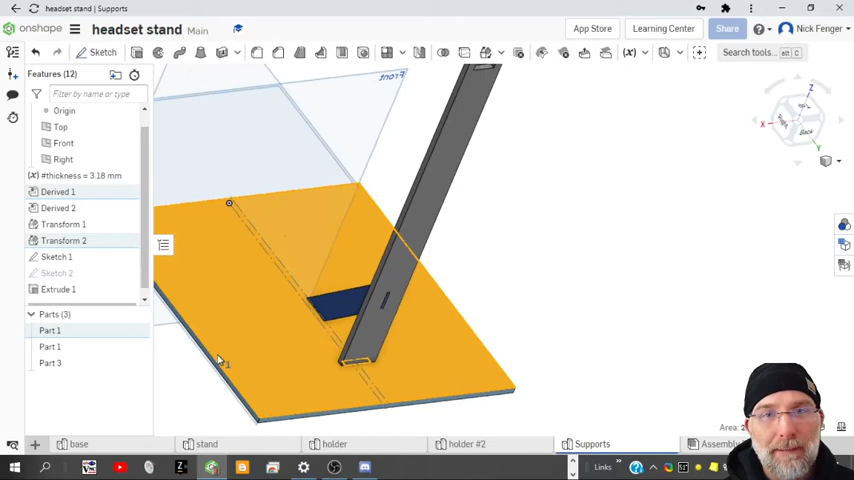 headset stand | Supports
onshape
headset stand Main
App Store
Learning Center
Share
Nick Fenger
Sketch
(x)
Search tools...
Features (12)
Filter by name or type
Origin
Top
Front
Right
(x) #thickness = 3.18 mm
Derived 1
Derived 2
Transform 1
Transform 2
Sketch 1
Sketch 2
Extrude 1
Parts (3)
Part 1
Part 1
Part 3
Front
Z
X
Back
Y
base
stand
holder
holder #2
Supports
Assembly
Links